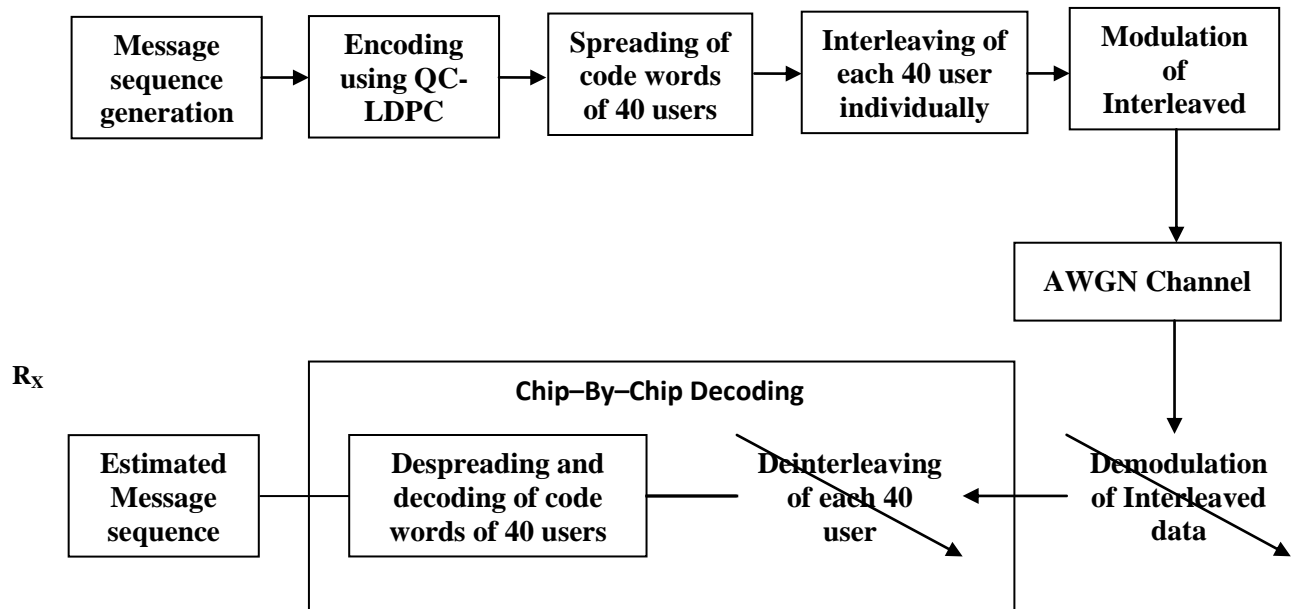 Message
sequence
generation
Encoding
using QC-
LDPC
Spreading of
code words
of 40 users
Interleaving of
each 40 user
individually
Modulation
of
Interleaved
AWGN Channel
RX
Chip–By–Chip Decoding
Estimated
Message
sequence
Despreading and
decoding of code
words of 40 users
Deinterleaving
of each 40
user
Demodulation
of Interleaved
data